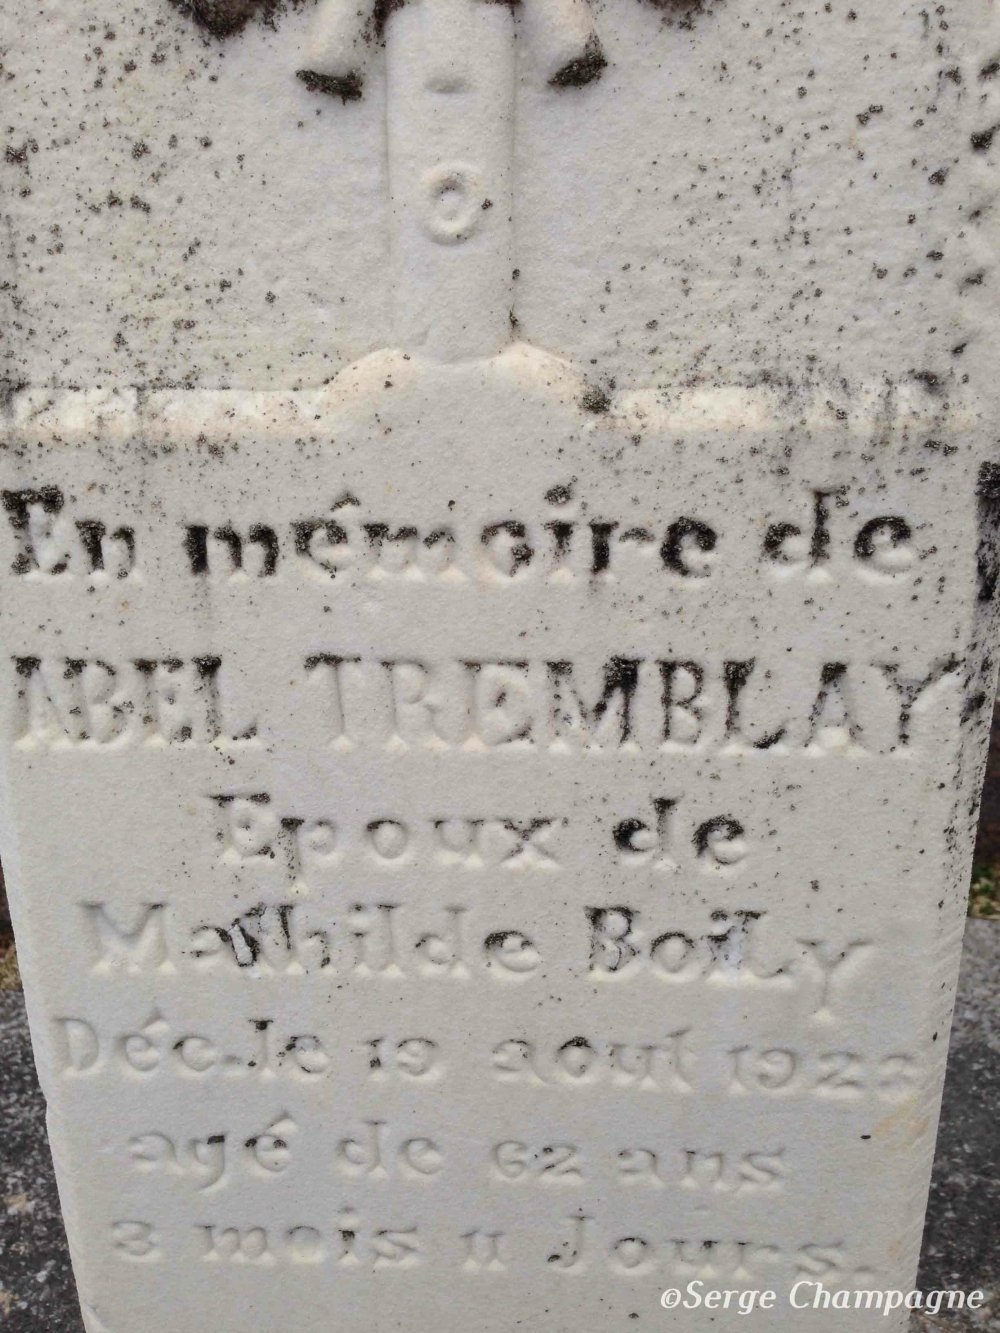 En mémoire de
ABEL TREMBLAY
Epoux de
Mathilde BoiLY
Déc. le 19 aout 1923
agé de 62 ans
3 mois 11 Jours.
©Serge Champagne